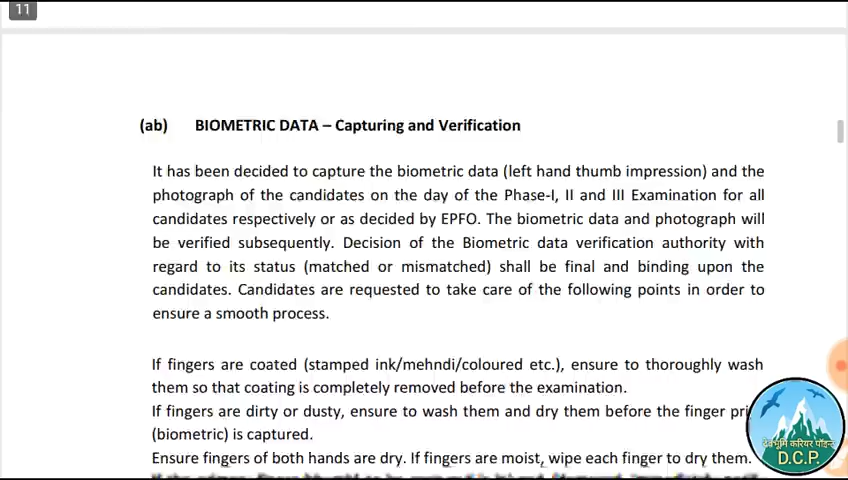 11
(ab) BIOMETRIC DATA – Capturing and Verification
It has been decided to capture the biometric data (left hand thumb impression) and the
photograph of the candidates on the day of the Phase-I, II and III Examination for all
candidates respectively or as decided by EPFO. The biometric data and photograph will
be verified subsequently. Decision of the Biometric data verification authority with
regard to its status (matched or mismatched) shall be final and binding upon the
candidates. Candidates are requested to take care of the following points in order to
ensure a smooth process.
If fingers are coated (stamped ink/mehndi/coloured etc.), ensure to thoroughly wash
them so that coating is completely removed before the examination.
If fingers are dirty or dusty, ensure to wash them and dry them before the finger pri
(biometric) is captured.
Ensure fingers of both hands are dry. If fingers are moist, wipe each finger to dry them.
देवभूमि करियर पॉइन्ट
D.C.P.